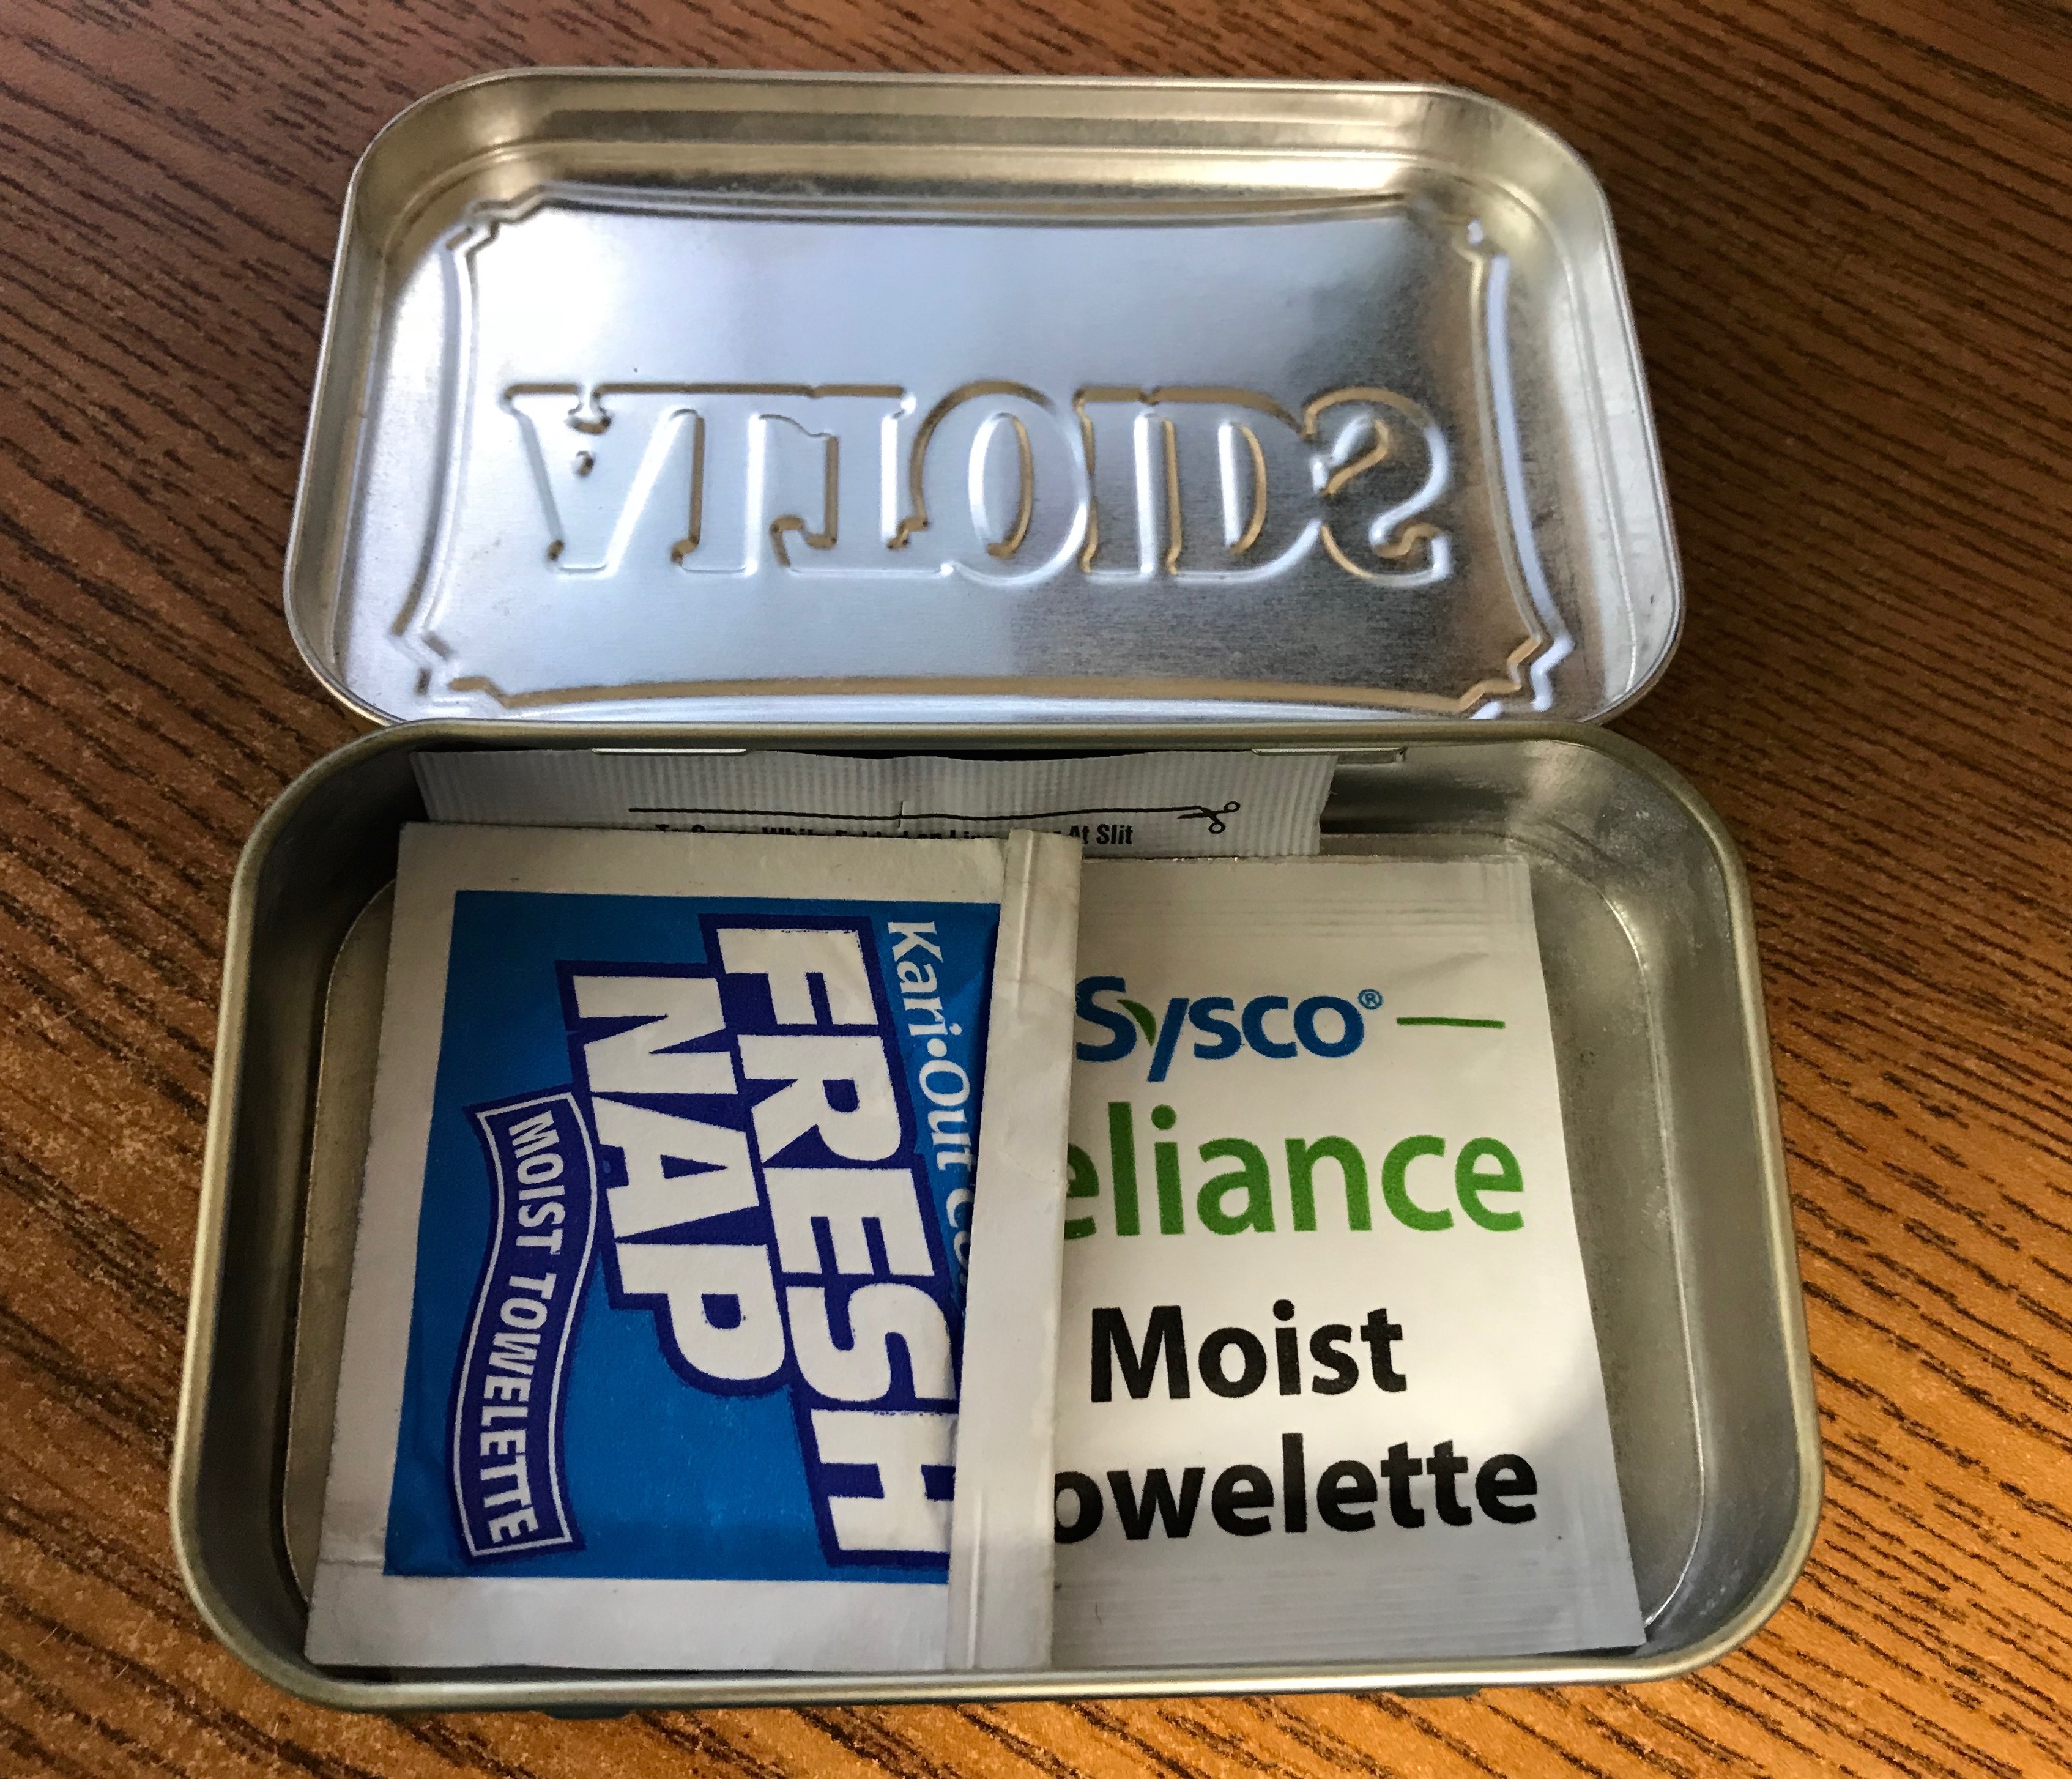 ALTOIDS
At Slit
Kari•Out
FRESH
NAP
MOIST TOWELETTE
Sysco®
eliance
Moist
owelette